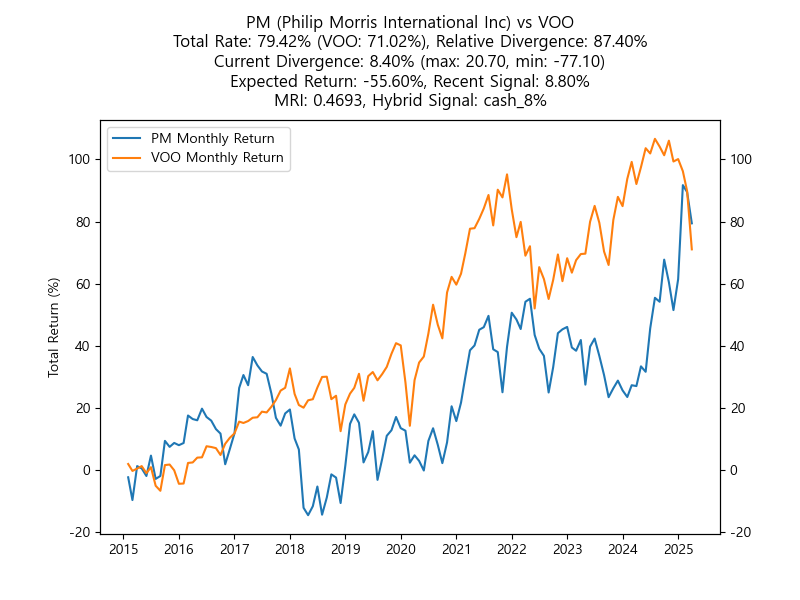 PM (Philip Morris International Inc) vs VOO
Total Rate: 79.42% (VOO: 71.02%), Relative Divergence: 87.40%
Current Divergence: 8.40% (max: 20.70, min: -77.10)
Expected Return: -55.60%, Recent Signal: 8.80%
MRI: 0.4693, Hybrid Signal: cash_8%
PM Monthly Return
VOO Monthly Return
Total Return (%)
100
80
60
40
20
0
-20
100
80
60
40
20
0
-20
2015 2016 2017 2018 2019 2020 2021 2022 2023 2024 2025